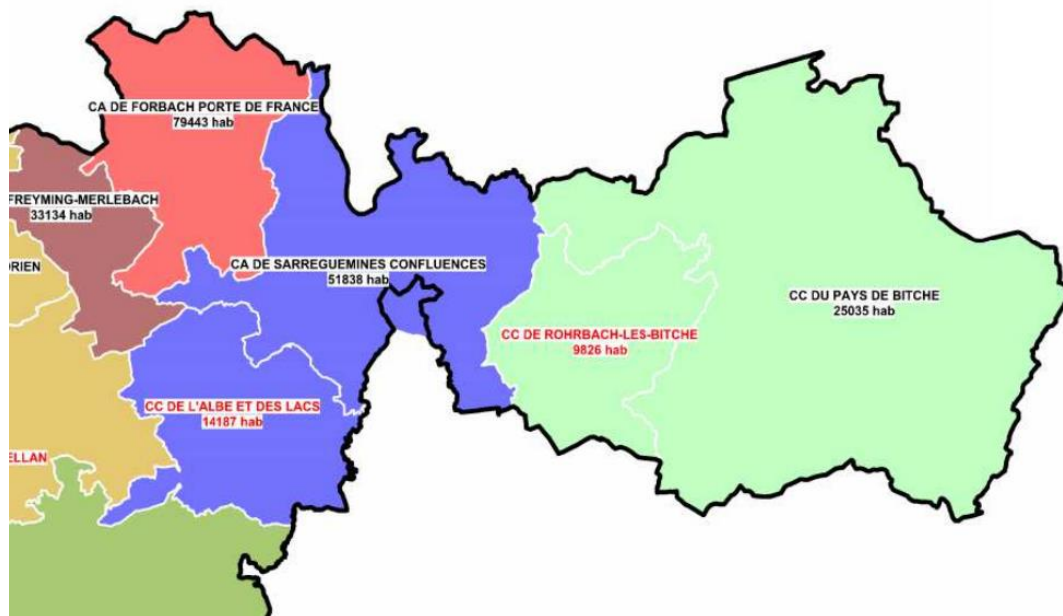 CA DE FORBACH PORTE DE FRANCE
79443 hab
FREYMING-MERLEBACH
33134 hab
ORIEN
CA DE SARREGUEMINES CONFLUENCES
51838 hab
CC DU PAYS DE BITCHE
25035 hab
CC DE ROHRBACH-LES-BITCHE
9826 hab
CC DE L'ALBE ET DES LACS
14187 hab
ELLAN